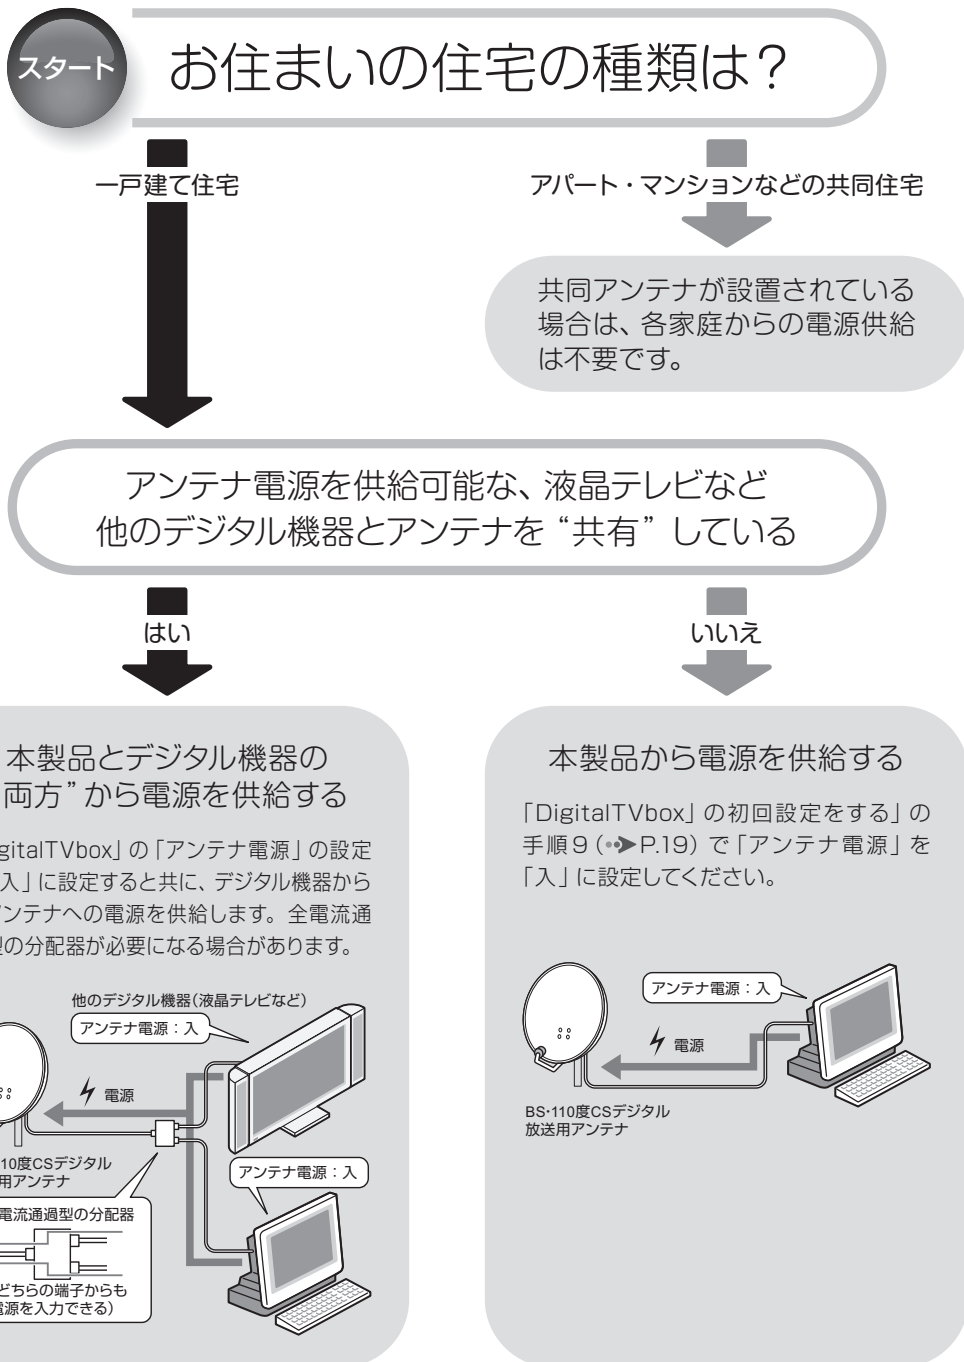 スタート
お住まいの住宅の種類は？
一戸建て住宅
アパート・マンションなどの共同住宅
共同アンテナが設置されている
場合は、各家庭からの電源供給
は不要です。
アンテナ電源を供給可能な、液晶テレビなど
他のデジタル機器とアンテナを“共有”している
はい
いいえ
本製品とデジタル機器の
両方”から電源を供給する
gitalTVbox」の「アンテナ電源」の設定
入」に設定すると共に、デジタル機器から
ンテナへの電源を供給します。全電流通
型の分配器が必要になる場合があります。
他のデジタル機器（液晶テレビなど）
アンテナ電源：入
電源
10度CSデジタル
用アンテナ
アンテナ電源：入
電流通過型の分配器
どちらの端子からも
電源を入力できる）
本製品から電源を供給する
「DigitalTVbox」の初回設定をする」の
手順9（P.19）で「アンテナ電源」を
「入」に設定してください。
アンテナ電源：入
電源
BS・110度CSデジタル
放送用アンテナ